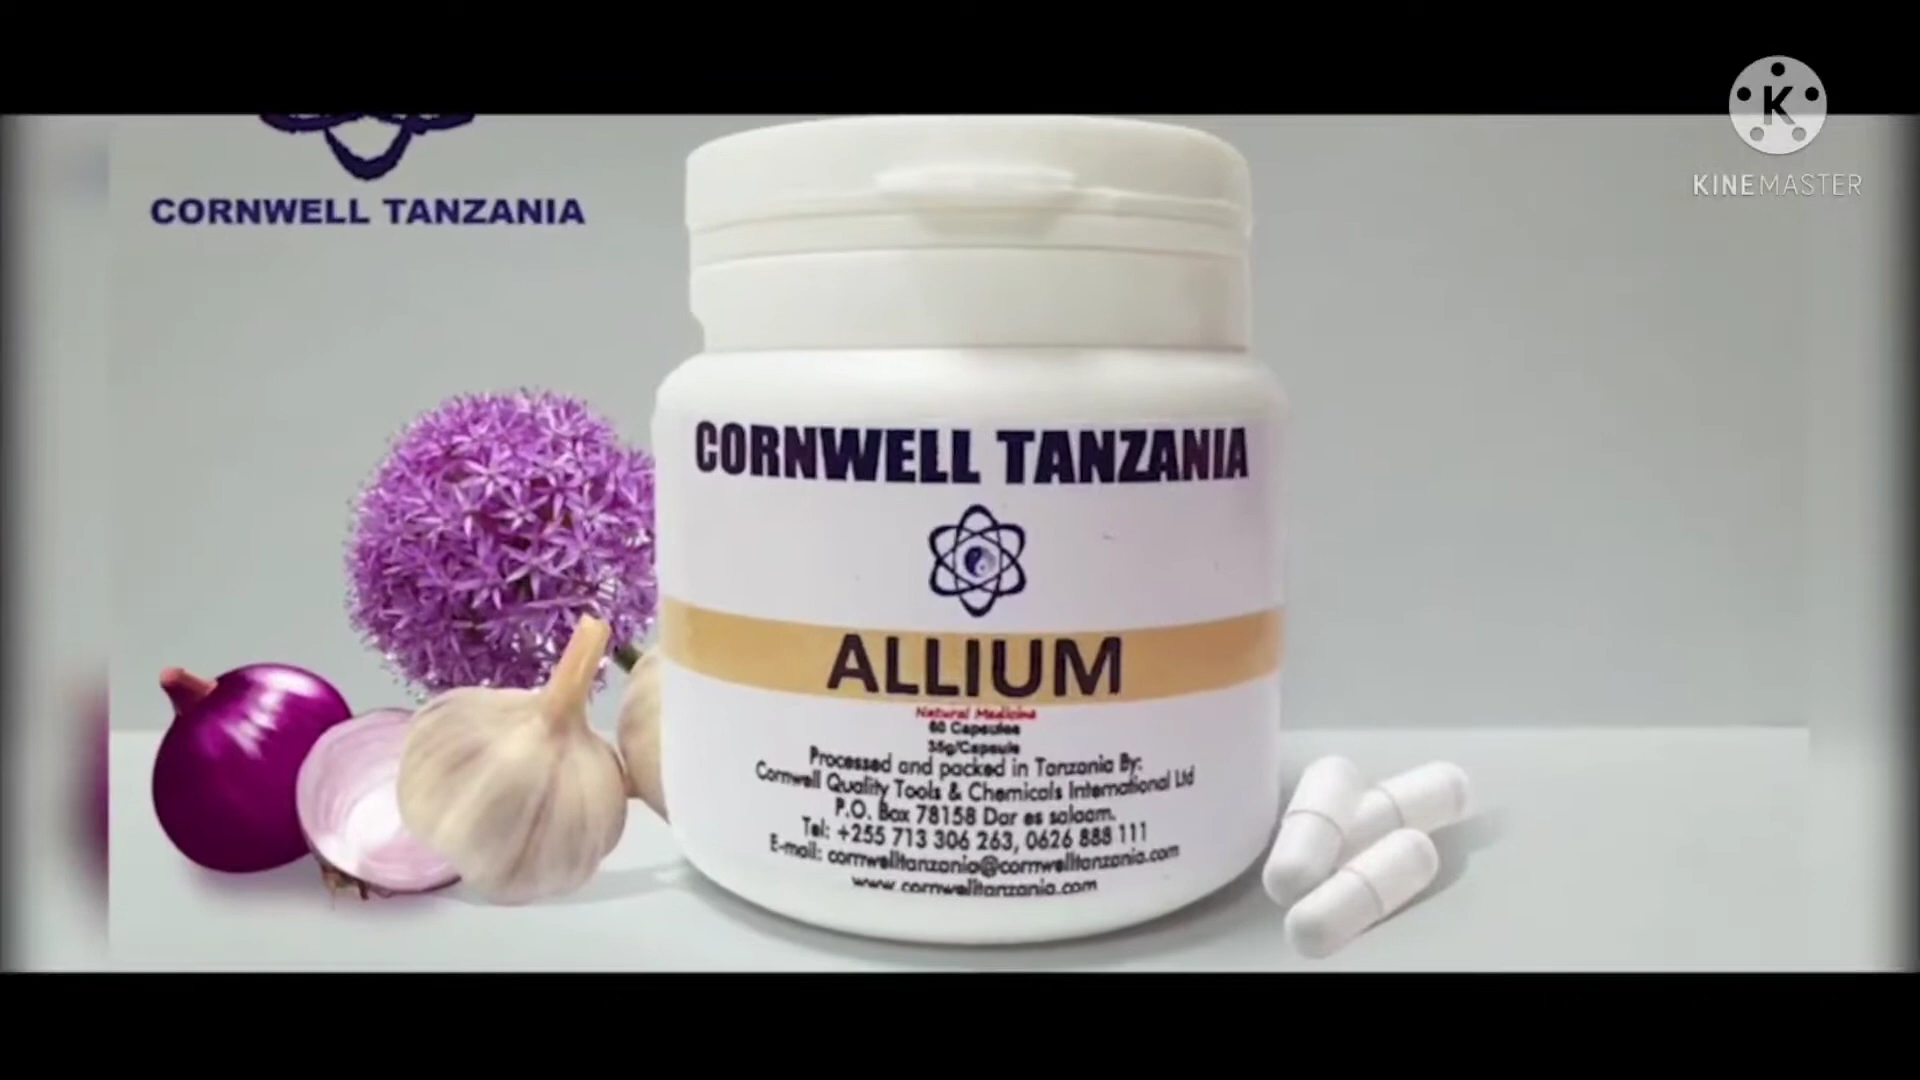 K
KINEMASTER
CORNWELL TANZANIA
CORNWELL TANZANIA
ALLIUM
Natural Medicine
60 Capsules
35g/Capsule
Processed and packed in Tanzania By:
Cornwell Quality Tools & Chemicals International Ltd
P.O. Box 78158 Dar es salaam.
Tel: +255 713 306 263, 0626 888 111
E-mail: cornwelltanzania@cornwelltanzania.com
www.cornwelltanzania.com